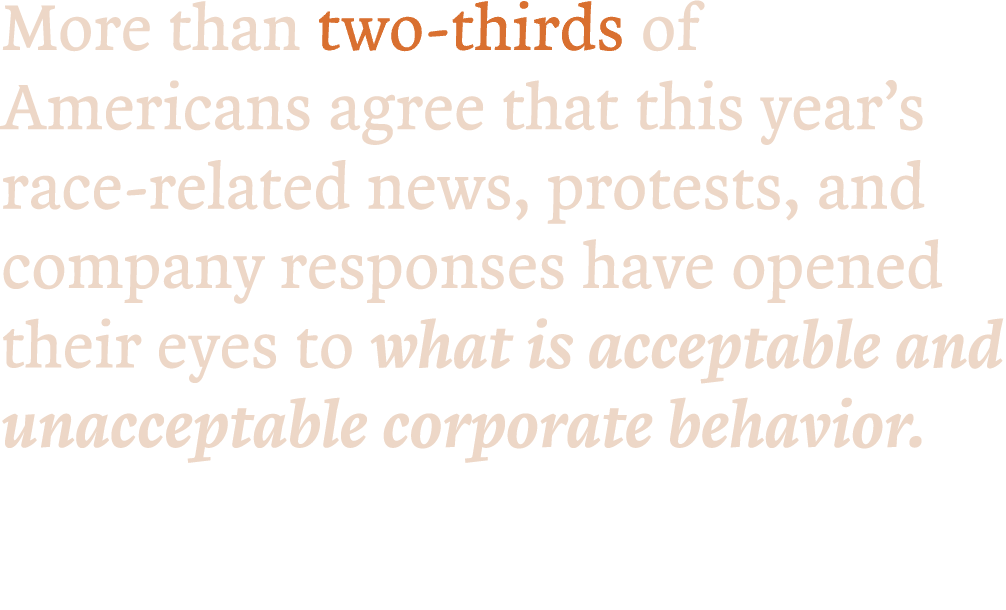 More than two-thirds of
Americans agree that this year’s
race-related news, protests, and
company responses have opened
their eyes to what is acceptable and
unacceptable corporate behavior.